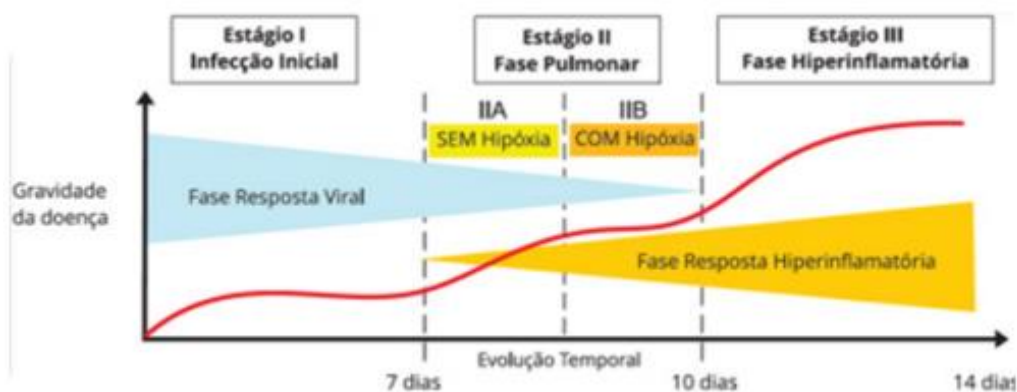 Estágio I
Infecção Inicial
Estágio II
Fase Pulmonar
Estágio III
Fase Hiperinflamatória
IIA
SEM Hipóxia
IIB
COM Hipóxia
Gravidade
da doença
Fase Resposta Viral
Fase Resposta Hiperinflamatória
Evolução Temporal
7 dias
10 dias
14 dias